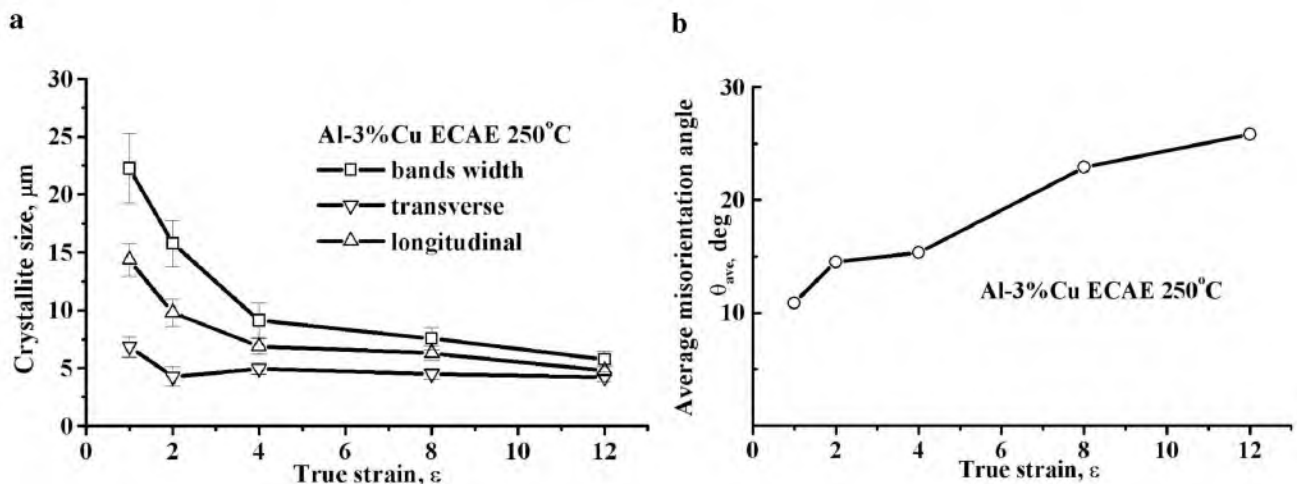 a
30
25
20
15
10
5
0
Crystallite size, μm
Al-3%Cu ECAE 250°C
bands width
transverse
longitudinal
0 2 4 6 8 10 12
True strain, ε
b
30
20
10
Average misorientation angle
θave, deg
Al-3%Cu ECAE 250°C
0 2 4 6 8 10 12
True strain, ε